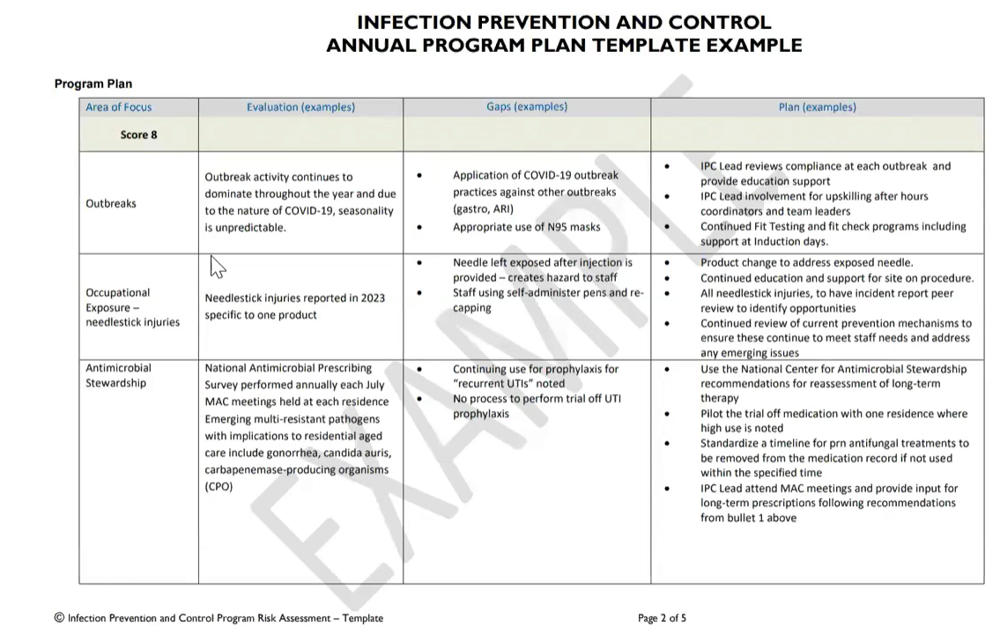 INFECTION PREVENTION AND CONTROL
ANNUAL PROGRAM PLAN TEMPLATE EXAMPLE
Program Plan
Area of Focus
Evaluation (examples)
Gaps (examples)
Plan (examples)
Score 8
Outbreaks
Outbreak activity continues to
dominate throughout the year and due
to the nature of COVID-19, seasonality
is unpredictable.
• Application of COVID-19 outbreak
practices against other outbreaks
(gastro, ARI)
• Appropriate use of N95 masks
• IPC Lead reviews compliance at each outbreak and
provide education support
• IPC Lead involvement for upskilling after hours
coordinators and team leaders
• Continued Fit Testing and fit check programs including
support at Induction days.
Occupational
Exposure –
needlestick injuries
Needlestick injuries reported in 2023
specific to one product
• Needle left exposed after injection is
provided – creates hazard to staff
• Staff using self-administer pens and re-
capping
• Product change to address exposed needle.
• Continued education and support for site on procedure.
• All needlestick injuries, to have incident report peer
review to identify opportunities
• Continued review of current prevention mechanisms to
ensure these continue to meet staff needs and address
any emerging issues
Antimicrobial
Stewardship
National Antimicrobial Prescribing
Survey performed annually each July
MAC meetings held at each residence
Emerging multi-resistant pathogens
with implications to residential aged
care include gonorrhea, candida auris,
carbapenemase-producing organisms
(CPO)
• Continuing use for prophylaxis for
“recurrent UTIs” noted
• No process to perform trial off UTI
prophylaxis
• Use the National Center for Antimicrobial Stewardship
recommendations for reassessment of long-term
therapy
• Pilot the trial off medication with one residence where
high use is noted
• Standardize a timeline for prn antifungal treatments to
be removed from the medication record if not used
within the specified time
• IPC Lead attend MAC meetings and provide input for
long-term prescriptions following recommendations
from bullet 1 above
EXAMPLE
© Infection Prevention and Control Program Risk Assessment – Template
Page 2 of 5